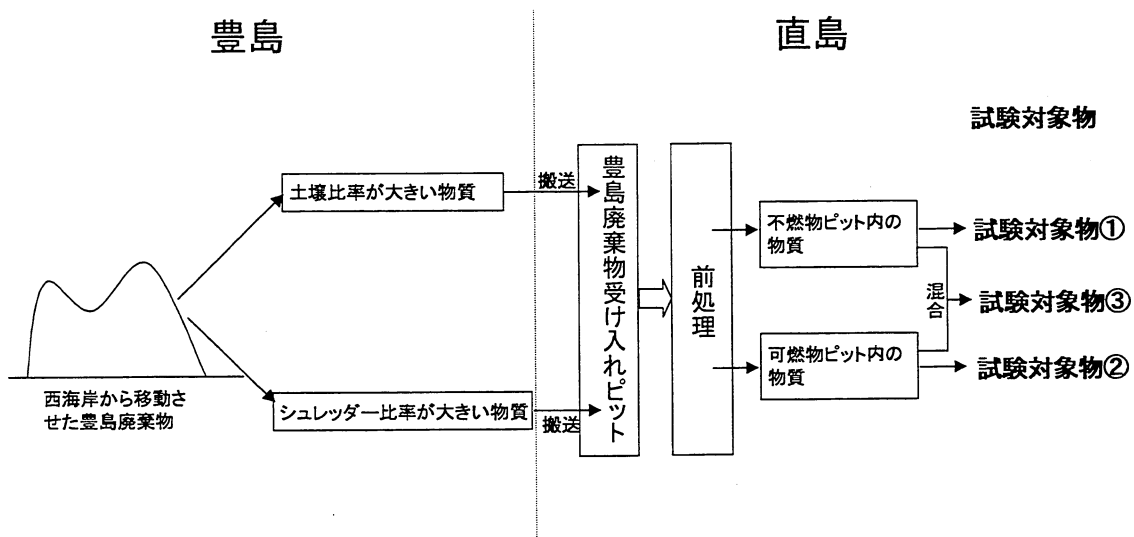 豊島
直島
試験対象物
土壌比率が大きい物質
搬送
豊島廃棄物受け入れピット
前処理
不燃物ピット内の
物質
試験対象物①
混合
試験対象物③
可燃物ピット内の
物質
試験対象物②
西海岸から移動さ
せた豊島廃棄物
シュレッダー比率が大きい物質
搬送